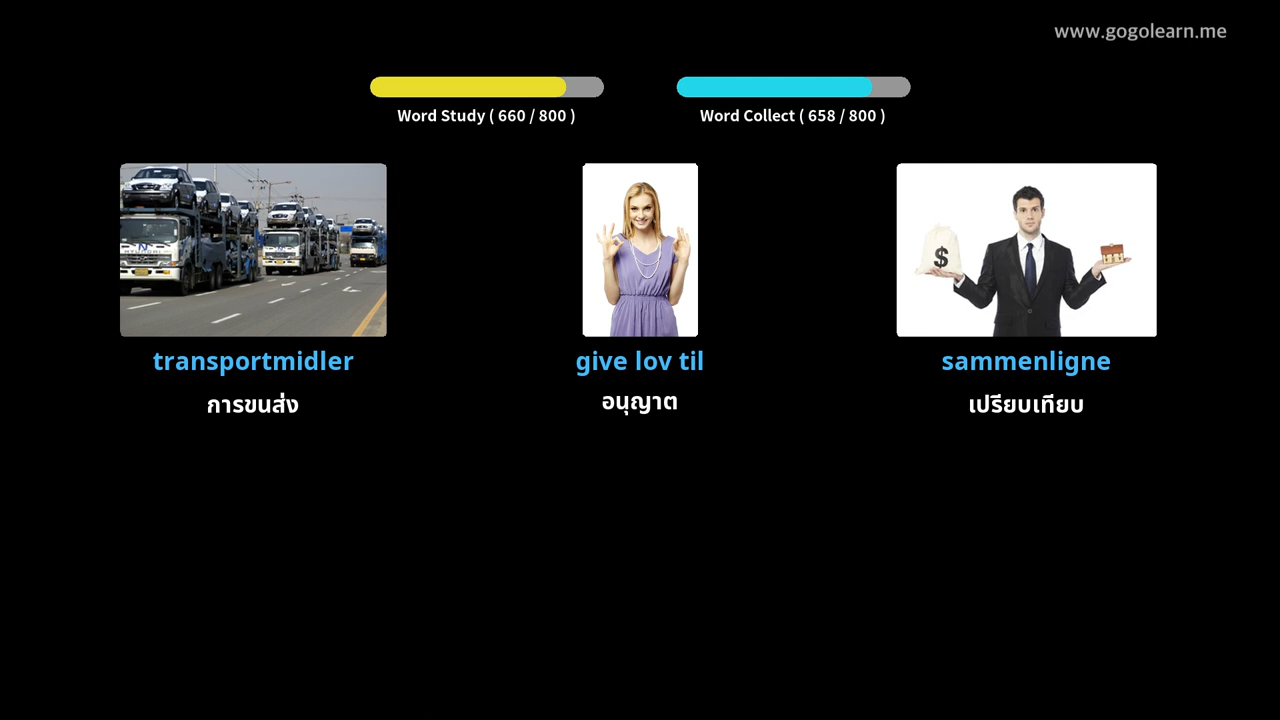 www.gogolearn.me
Word Study ( 660 / 800 )
Word Collect ( 658 / 800 )
transportmidler
give lov til
sammenligne
การขนส่ง
อนุญาต
เปรียบเทียบ
$